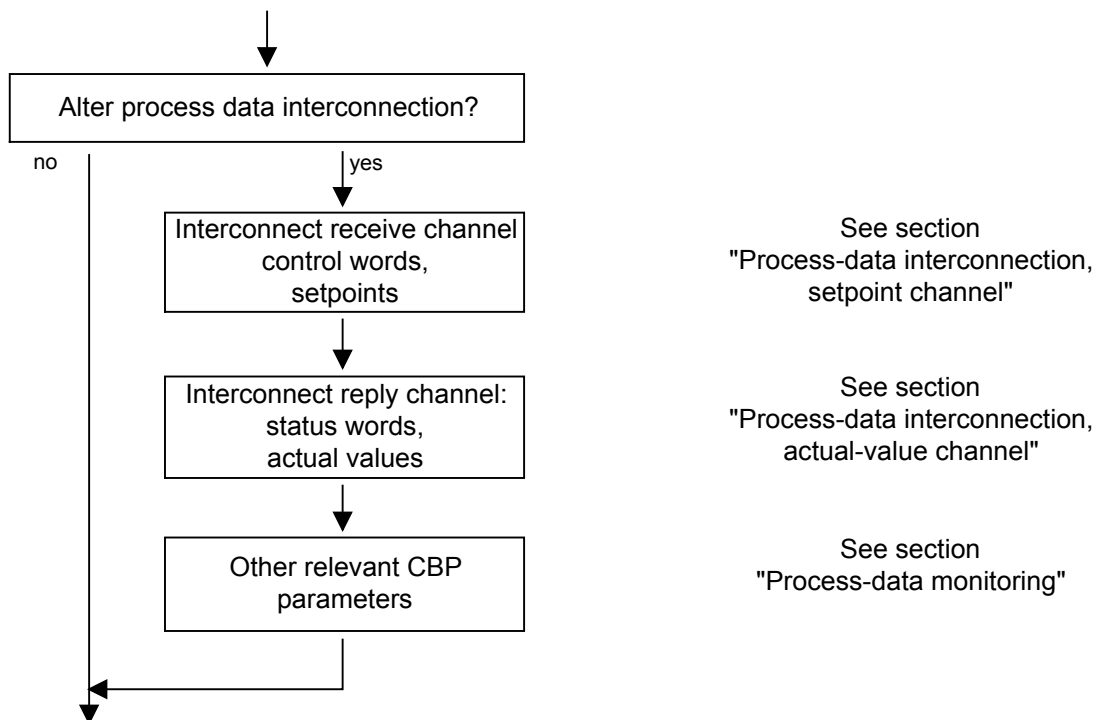 Alter process data interconnection?
no
yes
Interconnect receive channel
control words,
setpoints
See section
"Process-data interconnection,
setpoint channel"
Interconnect reply channel:
status words,
actual values
See section
"Process-data interconnection,
actual-value channel"
Other relevant CBP
parameters
See section
"Process-data monitoring"